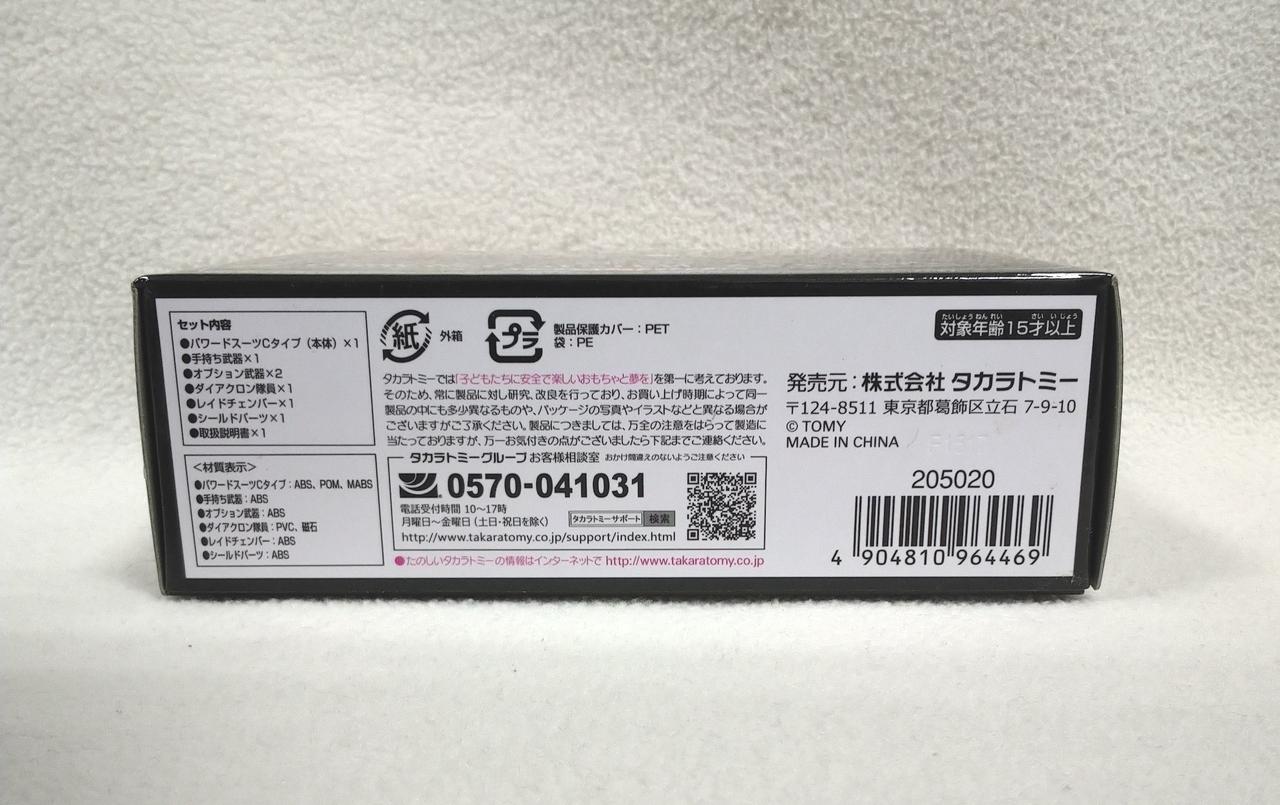 セット内容
●パワードスーツCタイプ（本体）×1
●手持ち武器×1
●オプション武器×2
●ダイアクロン隊員×1
●レイドチェンバー×1
●シールドパーツ×1
●取扱説明書×1
＜材質表示＞
●パワードスーツCタイプ：ABS、POM、MABS
●手持ち武器：ABS
●オプション武器：ABS
●ダイアクロン隊員：PVC、磁石
●レイドチェンバー：ABS
●シールドパーツ：ABS
紙 外箱
プラ 製品保護カバー：PET
袋：PE
タカラトミーでは「子どもたちに安全で楽しいおもちゃと夢を」を第一に考えております。
そのため、常に製品に対し研究、改良を行っており、お買い上げ時期によって同一
製品の中にも多少異なるものや、パッケージの写真やイラストなどと異なる場合が
ございますがご了承ください。製品につきましては、万全の注意をはらって製造に
当たっておりますが、万一お気付きの点がございましたら下記までご連絡ください。
タカラトミーグループ お客様相談室 おかけ間違えのないようご注意ください
0570-041031
電話受付時間 10〜17時
月曜日〜金曜日（土日・祝日を除く）
タカラトミーサポート 検索
http://www.takaratomy.co.jp/support/index.html
●たのしいタカラトミーの情報はインターネットで http://www.takaratomy.co.jp
たいしょうねんれい さい いじょう
対象年齢15才以上
発売元：株式会社 タカラトミー
〒124-8511 東京都葛飾区立石 7-9-10
© TOMY
MADE IN CHINA
205020
4 904810 964469